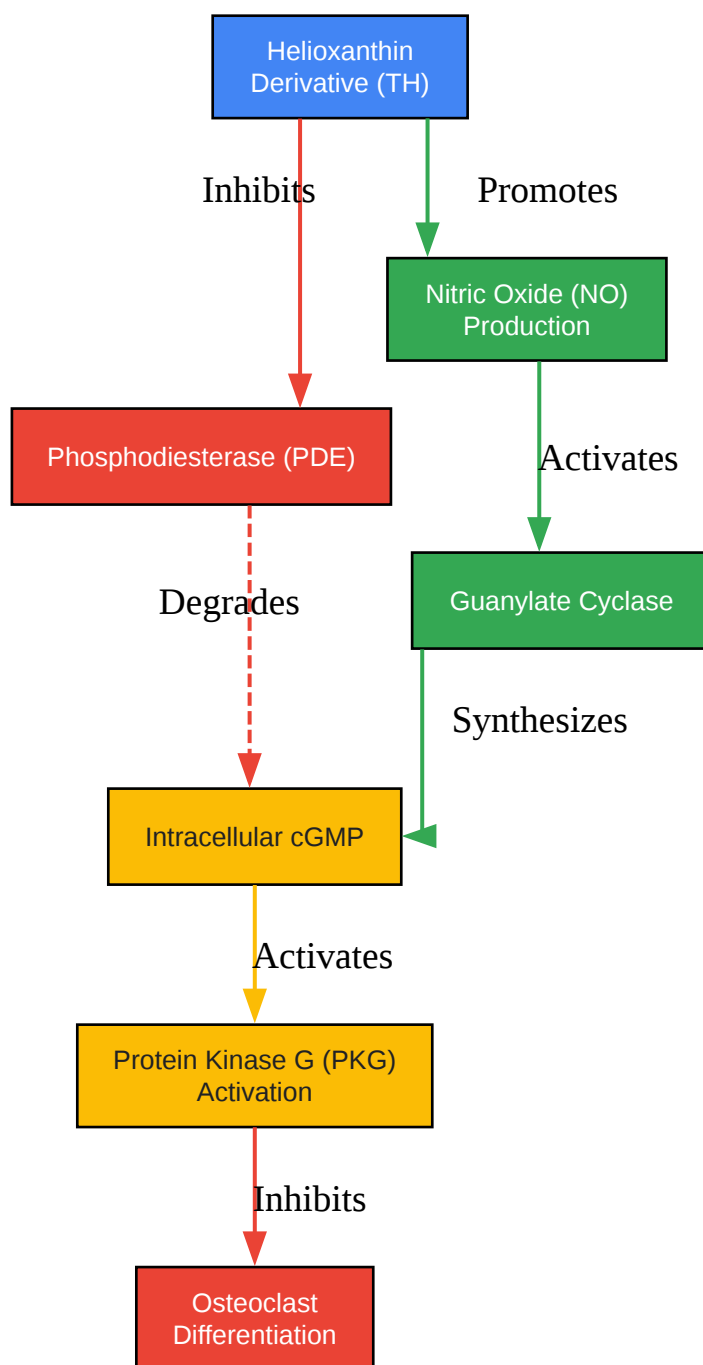 Helioxanthin
Derivative (TH)
Inhibits
Promotes
Nitric Oxide (NO)
Production
Phosphodiesterase (PDE)
Activates
Degrades
Guanylate Cyclase
Synthesizes
Intracellular cGMP
Activates
Protein Kinase G (PKG)
Activation
Inhibits
Osteoclast
Differentiation